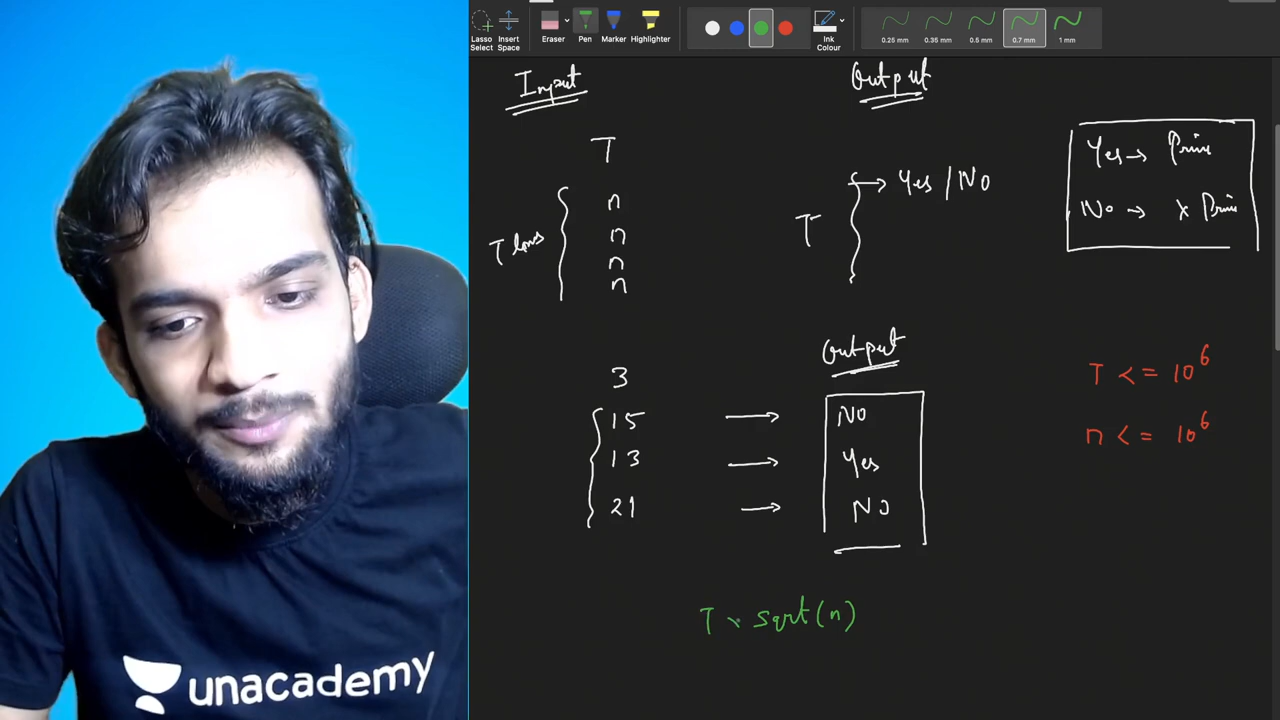 Lasso Select
Insert Space
Eraser
Pen
Marker
Highlighter
Ink Colour
0.25 mm
0.35 mm
0.5 mm
0.7 mm
1 mm
Input
Output
T
n
n
n
n
T
Yes / No
Yes → Prime
No → x Prime
Output
3
15 → No
13 → Yes
21 → No
T <= 10^6
n <= 10^6
T x sqrt(n)
unacademy